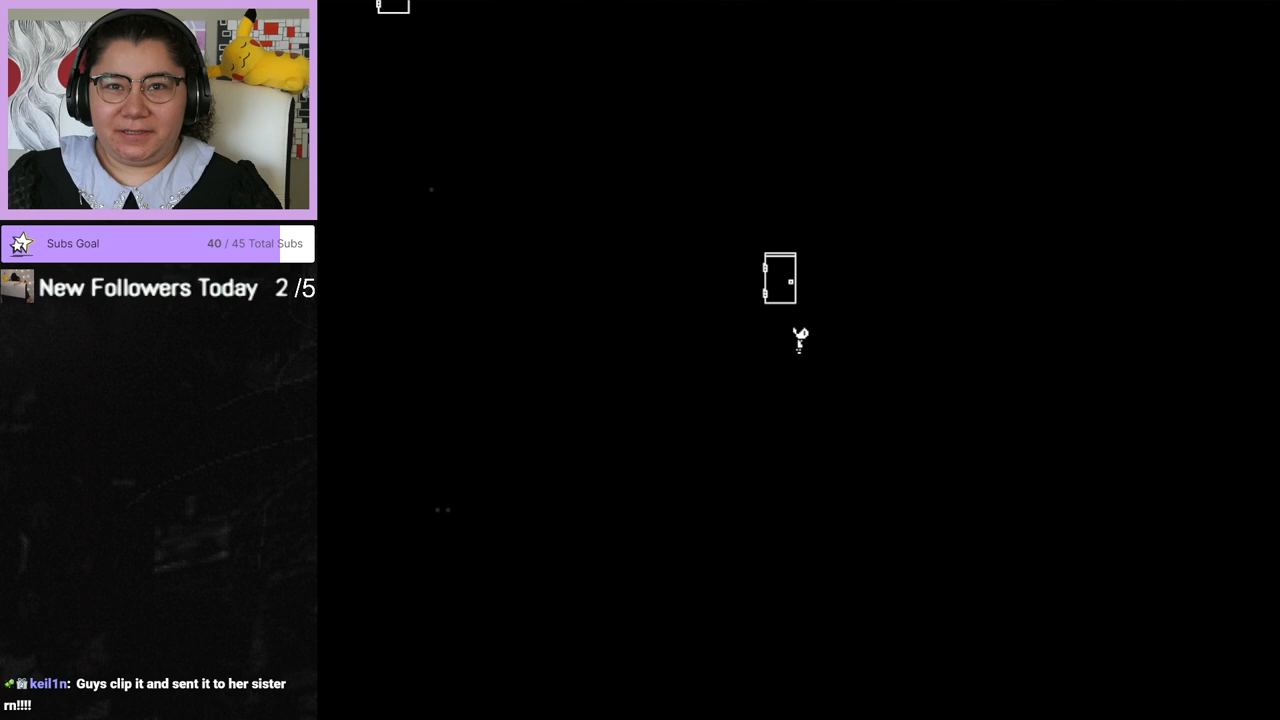 Subs Goal 40 / 45 Total Subs
New Followers Today 2 /5
keil1n: Guys clip it and sent it to her sister
rn!!!!